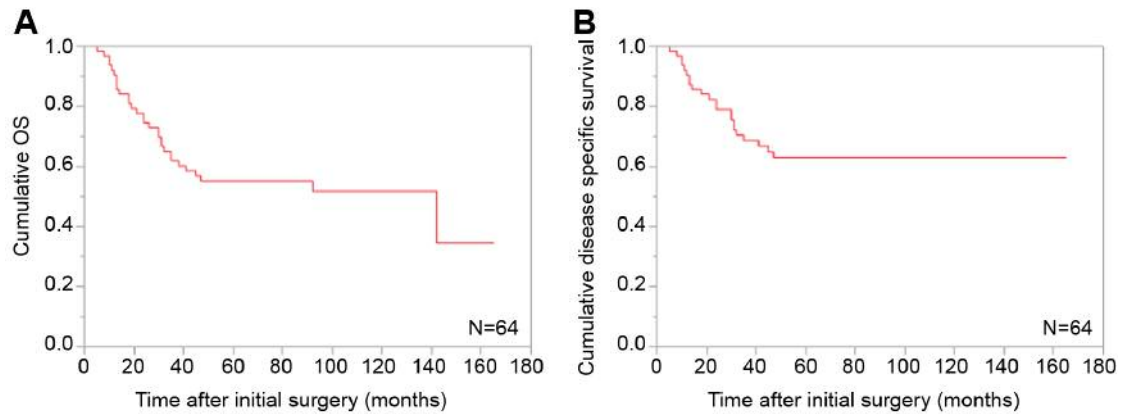 A
Cumulative OS
1.0
0.8
0.6
0.4
0.2
0.0
0 20 40 60 80 100 120 140 160 180
N=64
Time after initial surgery (months)
B
Cumulative disease specific survival
1.0
0.8
0.6
0.4
0.2
0.0
0 20 40 60 80 100 120 140 160 180
N=64
Time after initial surgery (months)